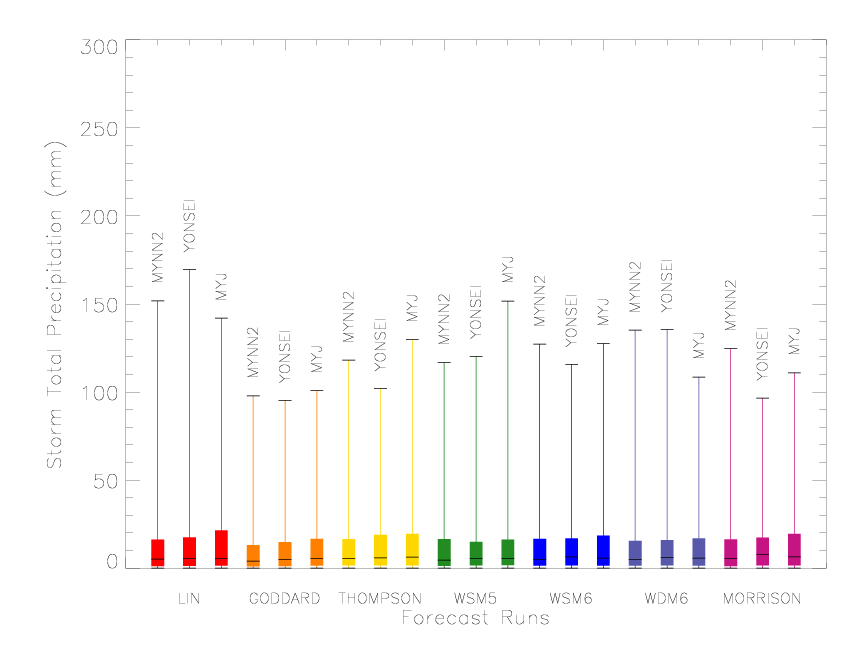 300
250
200
150
100
50
0
Storm Total Precipitation (mm)
MYNN2 YONSEI MYJ MYNN2 YONSEI MYJ MYNN2 YONSEI MYJ MYNN2 YONSEI MYJ MYNN2 YONSEI MYJ MYNN2 YONSEI MYJ MYNN2 YONSEI MYJ
LIN GODDARD THOMPSON WSM5 WSM6 WDM6 MORRISON
Forecast Runs